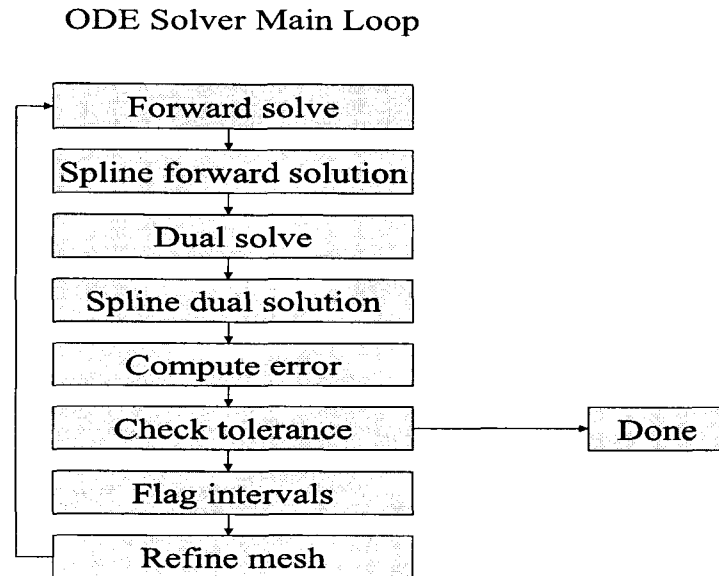 ODE Solver Main Loop
Forward solve
Spline forward solution
Dual solve
Spline dual solution
Compute error
Check tolerance
Done
Flag intervals
Refine mesh